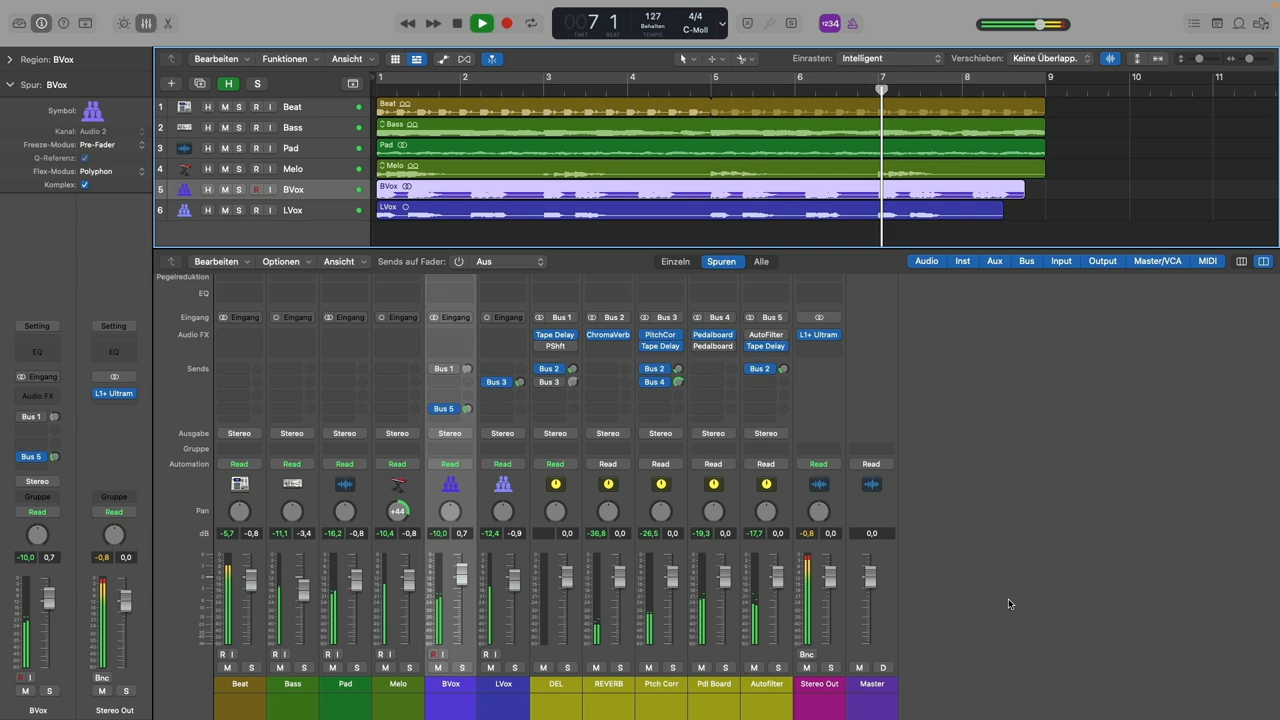 007 1
TAKT BEAT
127
Behalten
TEMPO
4/4
C-Moll
1234
Region: BVox
Spur: BVox
Symbol:
Kanal: Audio 2
Freeze-Modus: Pre-Fader
Q-Referenz:
Flex-Modus: Polyphon
Komplex:
Bearbeiten Funktionen Ansicht
Einrasten: Intelligent Verschieben: Keine Überlapp.
H S
1 2 3 4 5 6 7 8 9 10 11
1 H M S R I Beat
2 H M S R I Bass
3 H M S R I Pad
4 H M S R I Melo
5 H M S R I BVox
6 H M S R I LVox
Beat
Bass
Pad
Melo
BVox
LVox
Bearbeiten Optionen Ansicht Sends auf Fader: Aus
Einzeln Spuren Alle
Audio Inst Aux Bus Input Output Master/VCA MIDI
Pegelreduktion
EQ
Eingang Eingang Eingang Eingang Eingang Eingang Eingang Bus 1 Bus 2 Bus 3 Bus 4 Bus 5
Audio FX Tape Delay ChromaVerb PitchCor Pedalboard AutoFilter L1+ Ultram
PShft Tape Delay Pedalboard Tape Delay
Sends Bus 1 Bus 2 Bus 2 Bus 2
Bus 3 Bus 3 Bus 4
Bus 5
Ausgabe Stereo Stereo Stereo Stereo Stereo Stereo Stereo Stereo Stereo Stereo Stereo
Gruppe
Automation Read Read Read Read Read Read Read Read Read Read Read Read Read
Pan +44
dB -5,7 -0,8 -11,1 -3,4 -16,2 -0,8 -10,4 -0,8 -10,0 0,7 -12,4 -0,9 0,0 -36,8 0,0 -26,5 0,0 -19,3 0,0 -17,7 0,0 -0,8 0,0 0,0
R I R I R I R I Bnc
M S M S M S M S M S M S M S M S M S M S M S M S M D
Beat Bass Pad Melo BVox LVox DEL REVERB Ptch Corr Pdl Board Autofilter Stereo Out Master
Setting Setting
EQ EQ
Eingang
Audio FX L1+ Ultram
Bus 1
Bus 5
Stereo
Gruppe Gruppe
Read Read
-10,0 0,7 -0,8 0,0
R I Bnc
M S M S
BVox Stereo Out